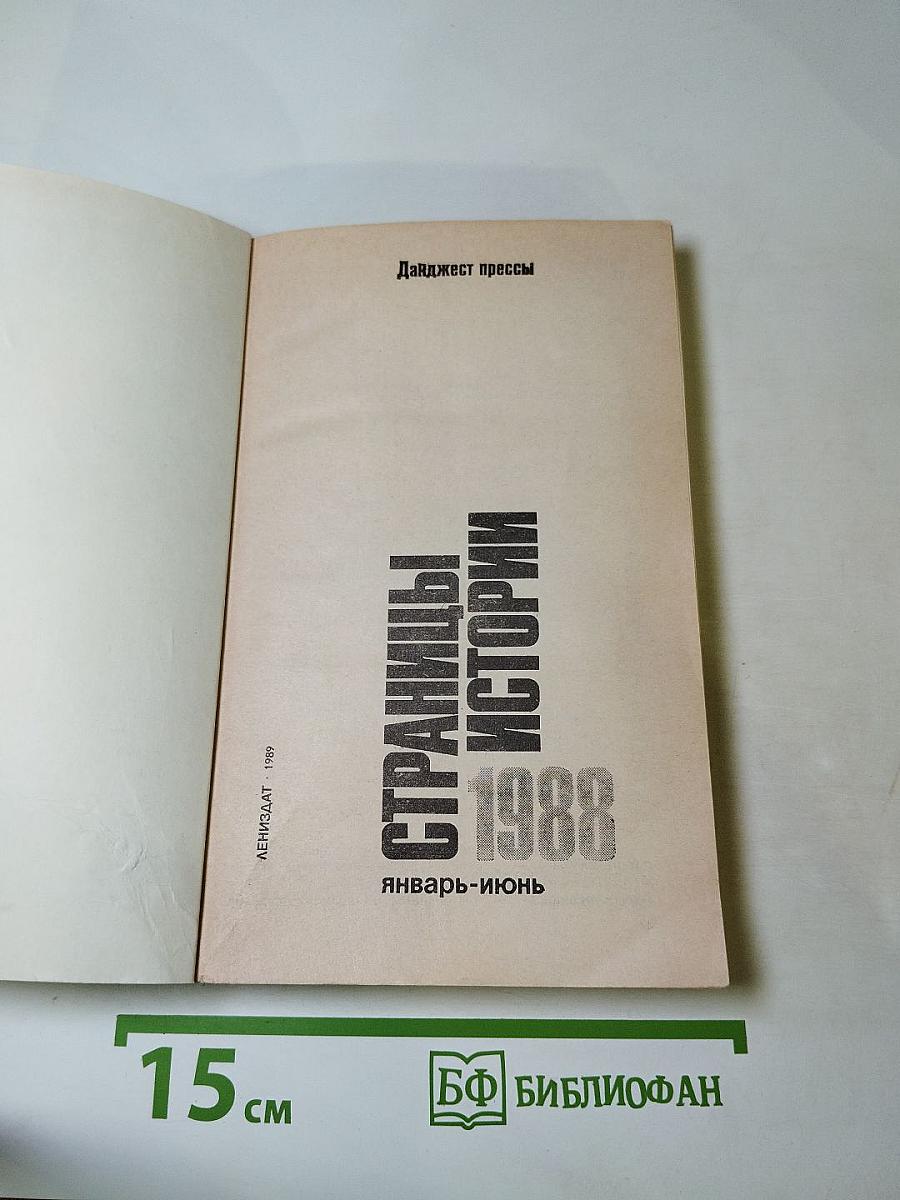 Дайджест прессы
СТРАНИЦЫ
ИСТОРИИ
1988
январь-июнь
ЛЕНИЗДАТ · 1989
15 см
БФ БИБЛИОФАН